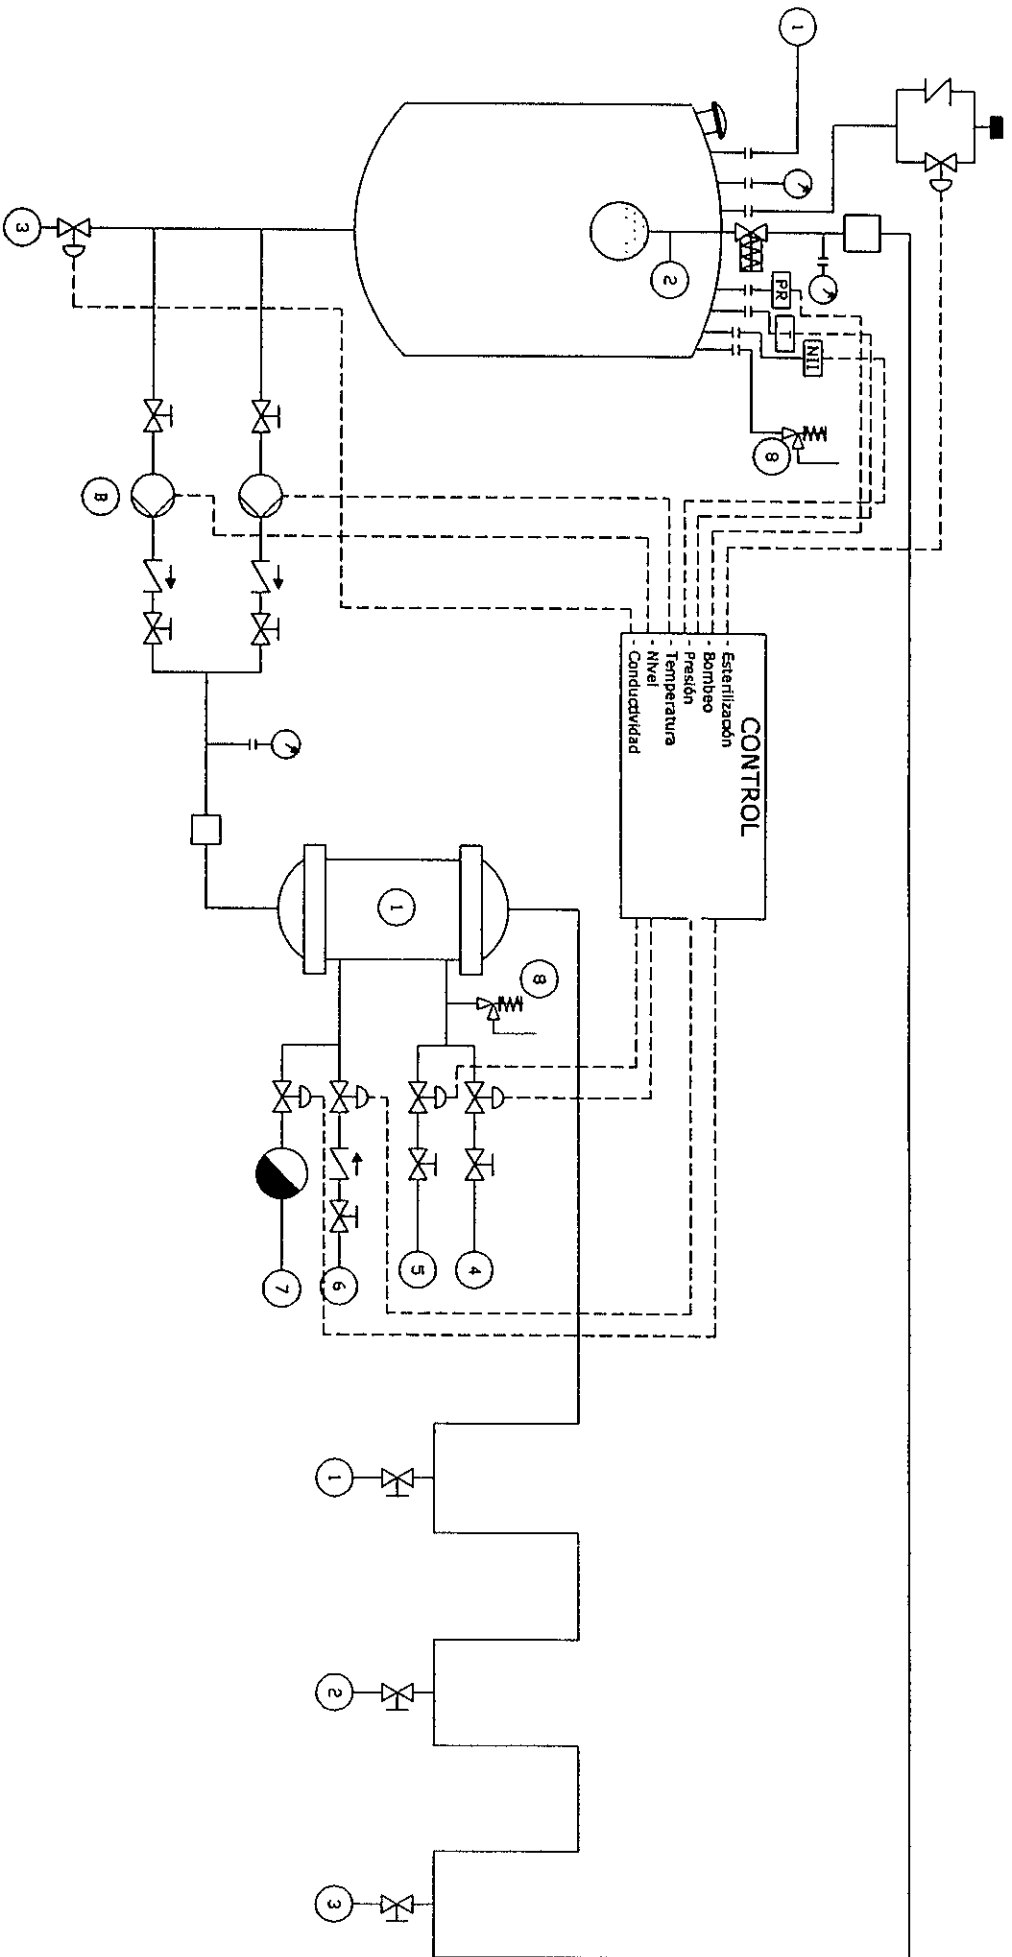 1
PR
T
NII
2
8
CONTROL
- Esterilización
- Bombeo
- Presión
- Temperatura
- Nivel
- Conductividad
8
4
5
1
6
7
1
2
3
B
3